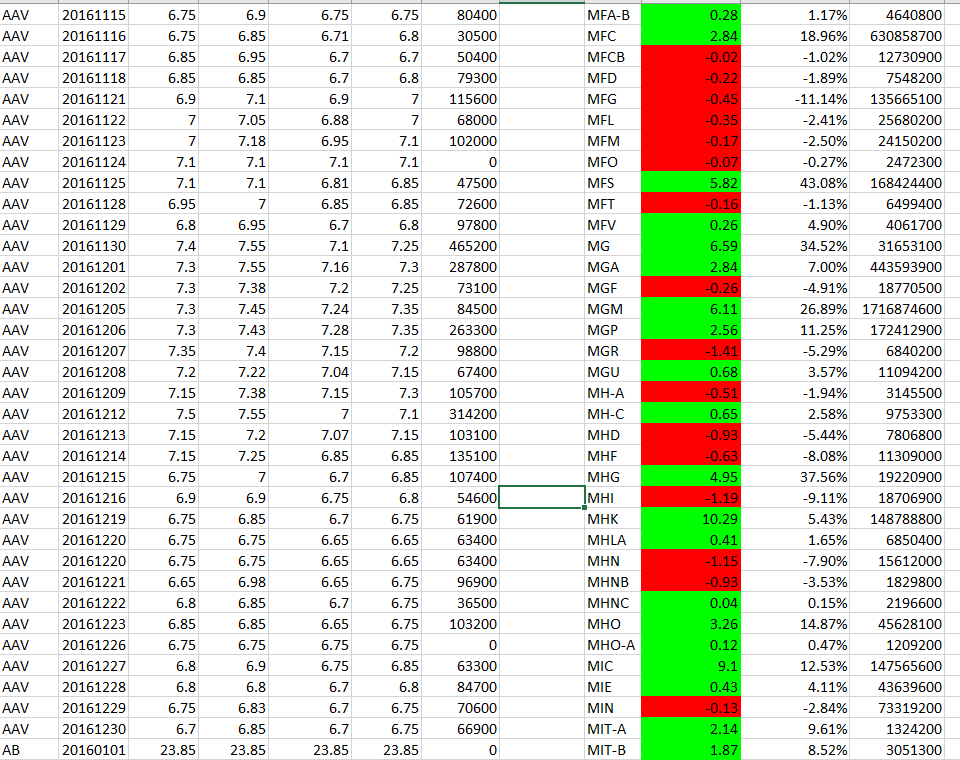 AAV 20161115 6.75 6.9 6.75 6.75 80400 MFA-B 0.28 1.17% 4640800
AAV 20161116 6.75 6.85 6.71 6.8 30500 MFC 2.84 18.96% 630858700
AAV 20161117 6.85 6.95 6.7 6.7 50400 MFCB -0.02 -1.02% 12730900
AAV 20161118 6.85 6.85 6.7 6.8 79300 MFD -0.22 -1.89% 7548200
AAV 20161121 6.9 7.1 6.9 7 115600 MFG -0.45 -11.14% 135665100
AAV 20161122 7 7.05 6.88 7 68000 MFL -0.35 -2.41% 25680200
AAV 20161123 7 7.18 6.95 7.1 102000 MFM -0.17 -2.50% 24150200
AAV 20161124 7.1 7.1 7.1 7.1 0 MFO -0.07 -0.27% 2472300
AAV 20161125 7.1 7.1 6.81 6.85 47500 MFS 5.82 43.08% 168424400
AAV 20161128 6.95 7 6.85 6.85 72600 MFT -0.16 -1.13% 6499400
AAV 20161129 6.8 6.95 6.7 6.8 97800 MFV 0.26 4.90% 4061700
AAV 20161130 7.4 7.55 7.1 7.25 465200 MG 6.59 34.52% 31653100
AAV 20161201 7.3 7.55 7.16 7.3 287800 MGA 2.84 7.00% 443593900
AAV 20161202 7.3 7.38 7.2 7.25 73100 MGF -0.26 -4.91% 18770500
AAV 20161205 7.3 7.45 7.24 7.35 84500 MGM 6.11 26.89% 1716874600
AAV 20161206 7.3 7.43 7.28 7.35 263300 MGP 2.56 11.25% 172412900
AAV 20161207 7.35 7.4 7.15 7.2 98800 MGR -1.41 -5.29% 6840200
AAV 20161208 7.2 7.22 7.04 7.15 67400 MGU 0.68 3.57% 11094200
AAV 20161209 7.15 7.38 7.15 7.3 105700 MH-A -0.51 -1.94% 3145500
AAV 20161212 7.5 7.55 7 7.1 314200 MH-C 0.65 2.58% 9753300
AAV 20161213 7.15 7.2 7.07 7.15 103100 MHD -0.93 -5.44% 7806800
AAV 20161214 7.15 7.25 6.85 6.85 135100 MHF -0.63 -8.08% 11309000
AAV 20161215 6.75 7 6.7 6.85 107400 MHG 4.95 37.56% 19220900
AAV 20161216 6.9 6.9 6.75 6.8 54600 MHI -1.19 -9.11% 18706900
AAV 20161219 6.75 6.85 6.7 6.75 61900 MHK 10.29 5.43% 148788800
AAV 20161220 6.75 6.75 6.65 6.65 63400 MHLA 0.41 1.65% 6850400
AAV 20161220 6.75 6.75 6.65 6.65 63400 MHN -1.15 -7.90% 15612000
AAV 20161221 6.65 6.98 6.65 6.75 96900 MHNB -0.93 -3.53% 1829800
AAV 20161222 6.8 6.85 6.7 6.75 36500 MHNC 0.04 0.15% 2196600
AAV 20161223 6.85 6.85 6.65 6.75 103200 MHO 3.26 14.87% 45628100
AAV 20161226 6.75 6.75 6.75 6.75 0 MHO-A 0.12 0.47% 1209200
AAV 20161227 6.8 6.9 6.75 6.85 63300 MIC 9.1 12.53% 147565600
AAV 20161228 6.8 6.8 6.7 6.8 84700 MIE 0.43 4.11% 43639600
AAV 20161229 6.75 6.83 6.7 6.75 70600 MIN -0.13 -2.84% 73319200
AAV 20161230 6.7 6.85 6.7 6.75 66900 MIT-A 2.14 9.61% 1324200
AB 20160101 23.85 23.85 23.85 23.85 0 MIT-B 1.87 8.52% 3051300